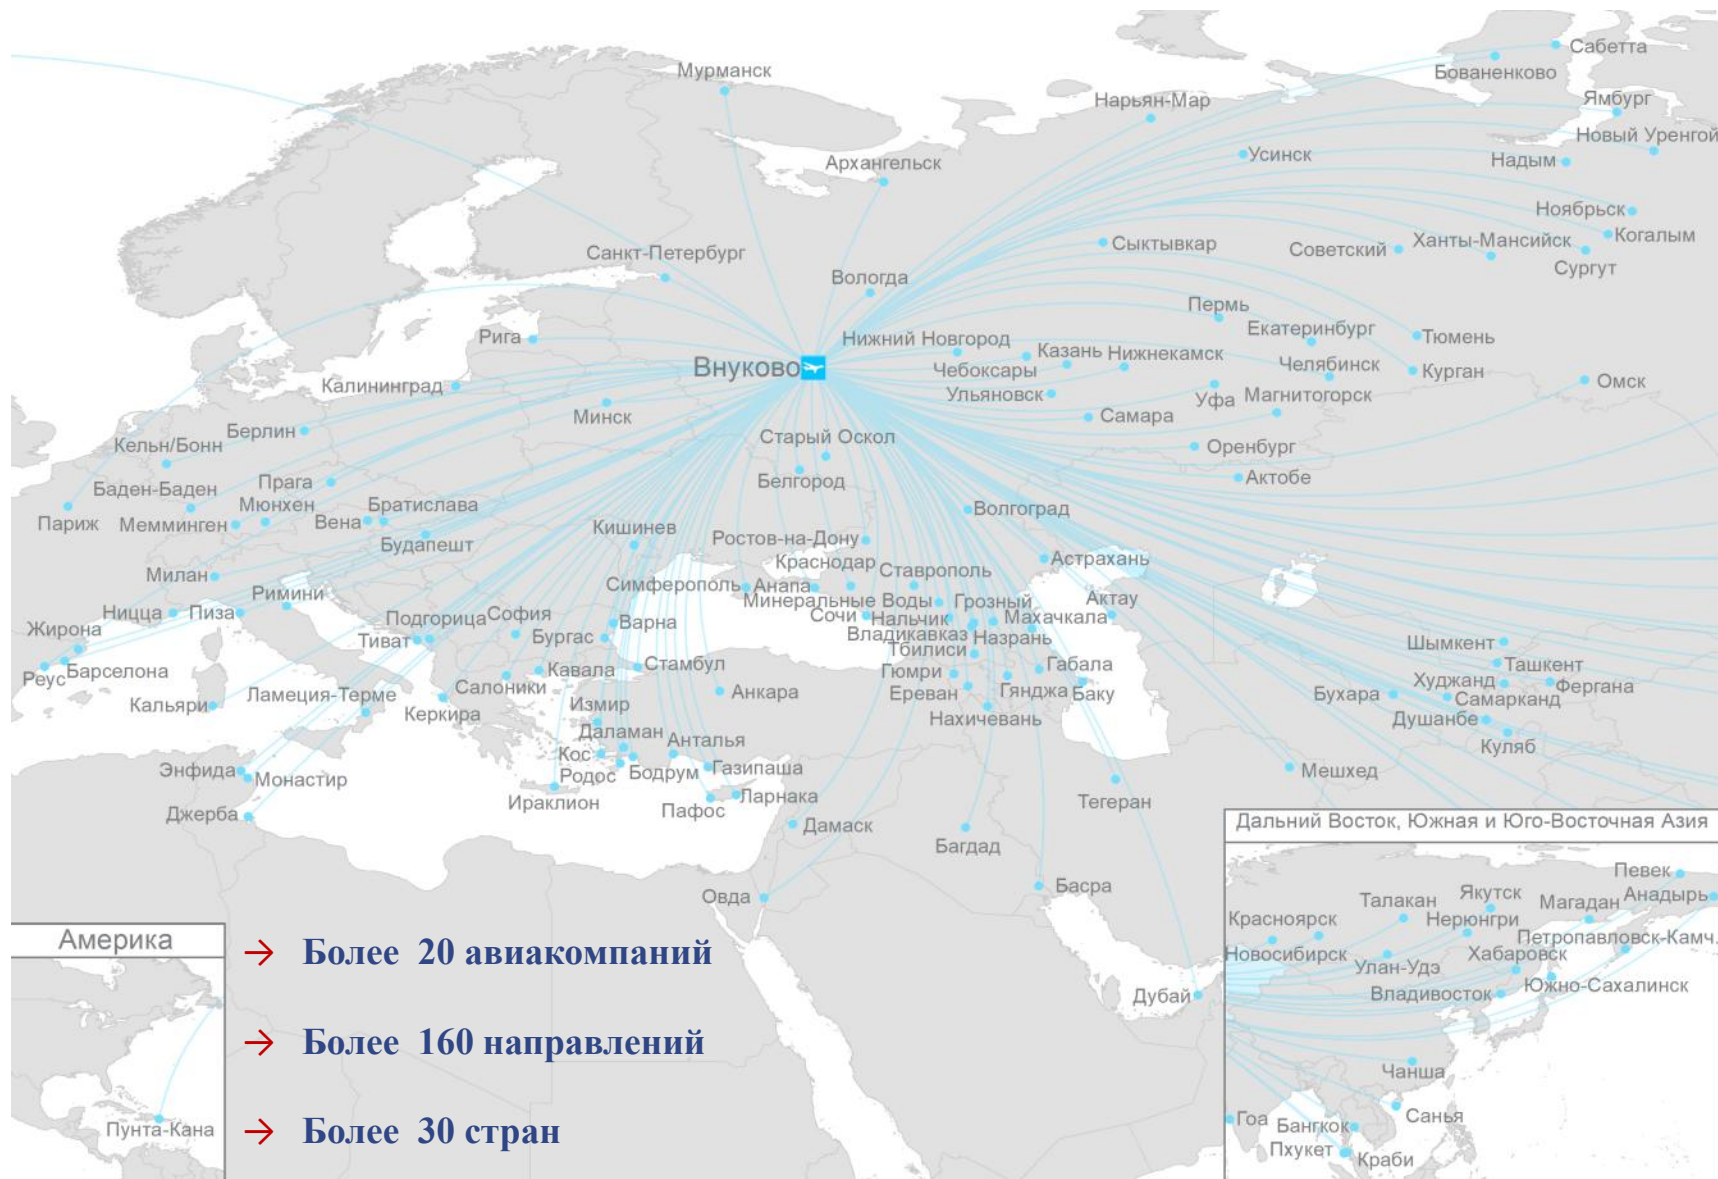 Сабетта
Бованенково
Мурманск
Ямбург
Нарьян-Мар
Новый Уренгой
Усинск
Надым
Архангельск
Ноябрьск
Когалым
Сыктывкар
Советский
Ханты-Мансийск
Сургут
Санкт-Петербург
Вологда
Пермь
Екатеринбург
Тюмень
Рига
Нижний Новгород
Казань
Нижнекамск
Внуково
Чебоксары
Челябинск
Курган
Омск
Калининград
Ульяновск
Уфа
Магнитогорск
Минск
Самара
Берлин
Старый Оскол
Кельн/Бонн
Оренбург
Прага
Белгород
Актобе
Баден-Баден
Мюнхен
Братислава
Париж
Мемминген
Вена
Кишинев
Волгоград
Будапешт
Ростов-на-Дону
Астрахань
Краснодар
Милан
Симферополь
Анапа
Ставрополь
Римини
Минеральные Воды
Грозный
Актау
Ницца
Пиза
Подгорица
София
Сочи
Нальчик
Махачкала
Жирона
Тиват
Бургас
Варна
Владикавказ
Назрань
Шымкент
Тбилиси
Реус
Барселона
Кавала
Стамбул
Габала
Ташкент
Гюмри
Салоники
Худжанд
Фергана
Ламеция-Терме
Анкара
Ереван
Гянджа
Баку
Бухара
Самарканд
Кальяри
Керкира
Измир
Нахичевань
Душанбе
Даламан
Анталья
Куляб
Кос
Энфида
Монастир
Родос
Бодрум
Газипаша
Мешхед
Ираклион
Пафос
Ларнака
Тегеран
Джерба
Дамаск
Багдад
Басра
Овда
Дубай
Дальний Восток, Южная и Юго-Восточная Азия
Певек
Талакан
Якутск
Магадан
Анадырь
Красноярск
Нерюнгри
Петропавловск-Камч.
Новосибирск
Улан-Удэ
Хабаровск
Владивосток
Южно-Сахалинск
Чанша
Санья
Гоа
Бангкок
Пхукет
Краби
Америка
Пунта-Кана
→ Более 20 авиакомпаний
→ Более 160 направлений
→ Более 30 стран